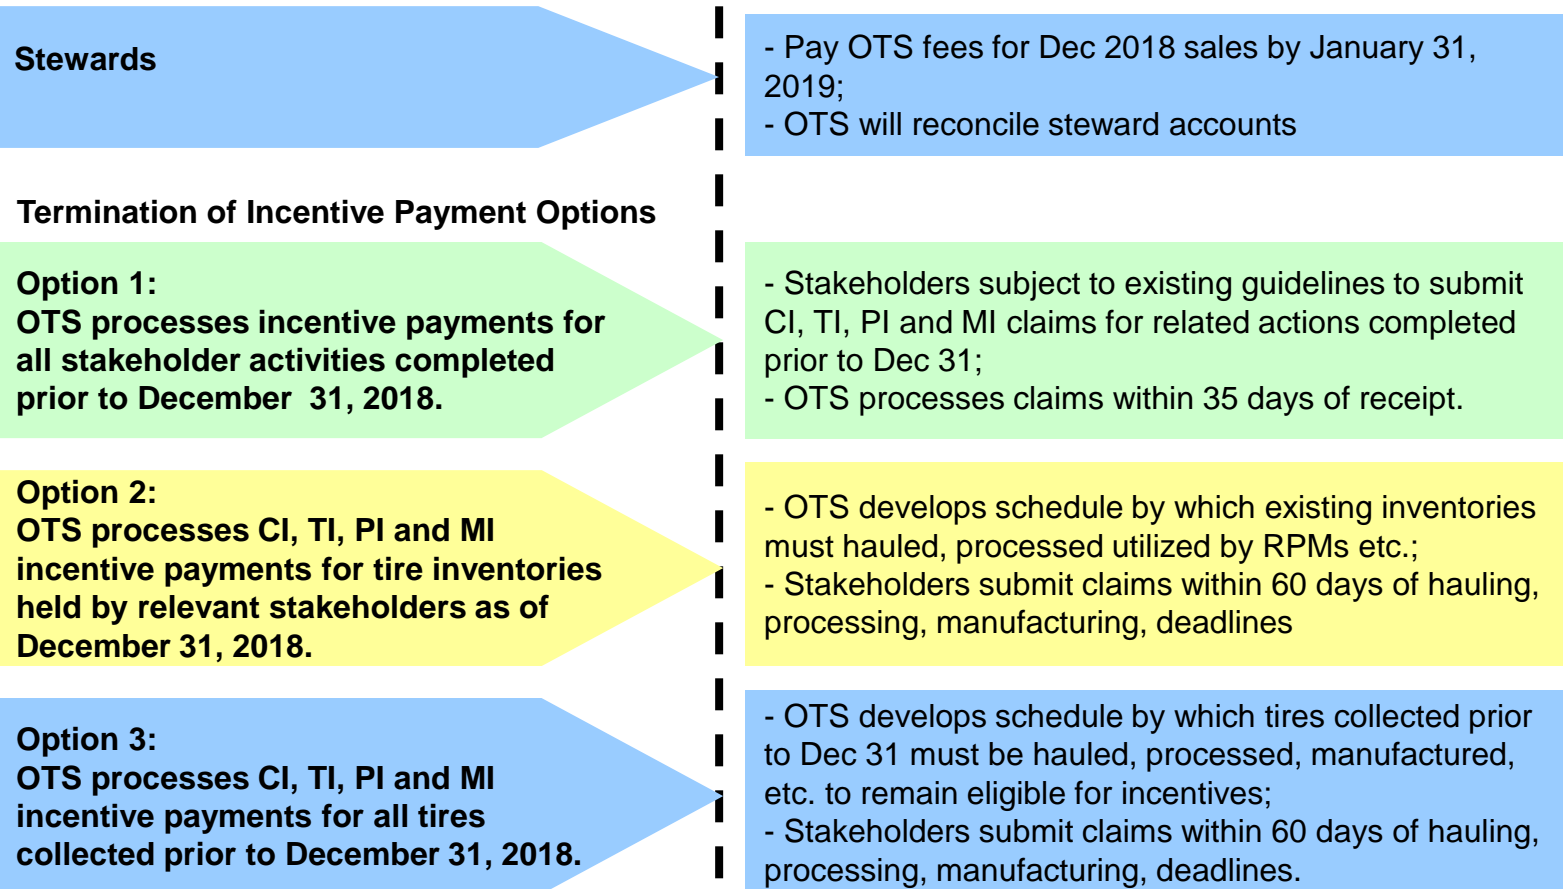 Stewards
- Pay OTS fees for Dec 2018 sales by January 31,
2019;
- OTS will reconcile steward accounts
Termination of Incentive Payment Options
Option 1:
OTS processes incentive payments for
all stakeholder activities completed
prior to December 31, 2018.
- Stakeholders subject to existing guidelines to submit
CI, TI, PI and MI claims for related actions completed
prior to Dec 31;
- OTS processes claims within 35 days of receipt.
Option 2:
OTS processes CI, TI, PI and MI
incentive payments for tire inventories
held by relevant stakeholders as of
December 31, 2018.
- OTS develops schedule by which existing inventories
must hauled, processed utilized by RPMs etc.;
- Stakeholders submit claims within 60 days of hauling,
processing, manufacturing, deadlines
Option 3:
OTS processes CI, TI, PI and MI
incentive payments for all tires
collected prior to December 31, 2018.
- OTS develops schedule by which tires collected prior
to Dec 31 must be hauled, processed, manufactured,
etc. to remain eligible for incentives;
- Stakeholders submit claims within 60 days of hauling,
processing, manufacturing, deadlines.